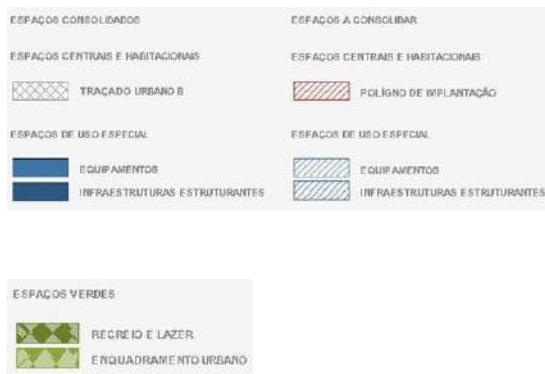 ESPAÇOS CONSOLIDADOS
ESPAÇOS CENTRAIS E HABITACIONAIS
TRAÇADO URBANO B
ESPAÇOS DE USO ESPECIAL
EQUIPAMENTOS
INFRAESTRUTURAS ESTRUTURANTES
ESPAÇOS A CONSOLIDAR
ESPAÇOS CENTRAIS E HABITACIONAIS
POLÍGNO DE IMPLANTAÇÃO
ESPAÇOS DE USO ESPECIAL
EQUIPAMENTOS
INFRAESTRUTURAS ESTRUTURANTES
ESPAÇOS VERDES
RECREIO E LAZER
ENQUADRAMENTO URBANO